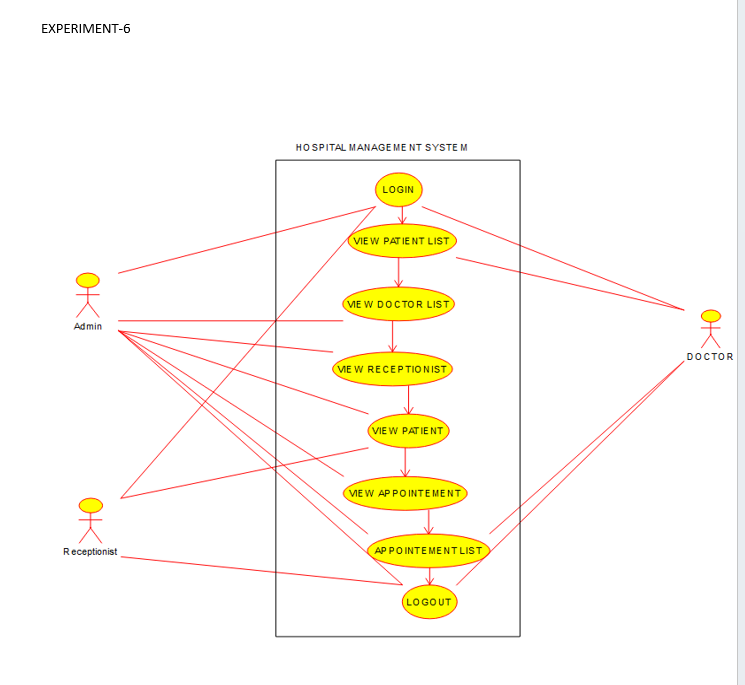 EXPERIMENT-6
HOSPITAL MANAGEMENT SYSTEM
LOGIN
VIEW PATIENT LIST
VIEW DOCTOR LIST
Admin
DOCTOR
VIEW RECEPTIONIST
VIEW PATIENT
VIEW APPOINTEMENT
Receptionist
APPOINTEMENT LIST
LOGOUT